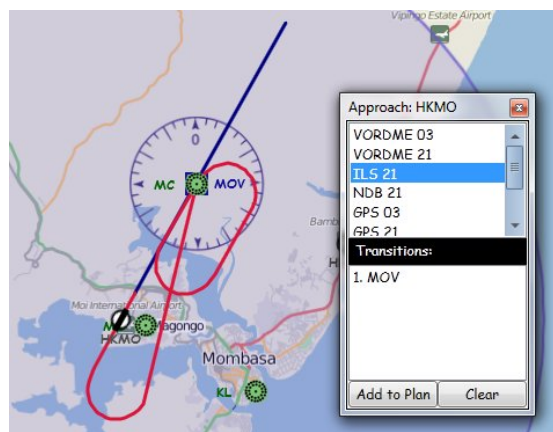 Vipingo Estate Airport
Approach: HKMO
VORDME 03
VORDME 21
ILS 21
NDB 21
GPS 03
GPS 21
Transitions:
1. MOV
Add to Plan
Clear
0
MC
MOV
Moi International Airport
Magongo
HKMO
Mombasa
KL